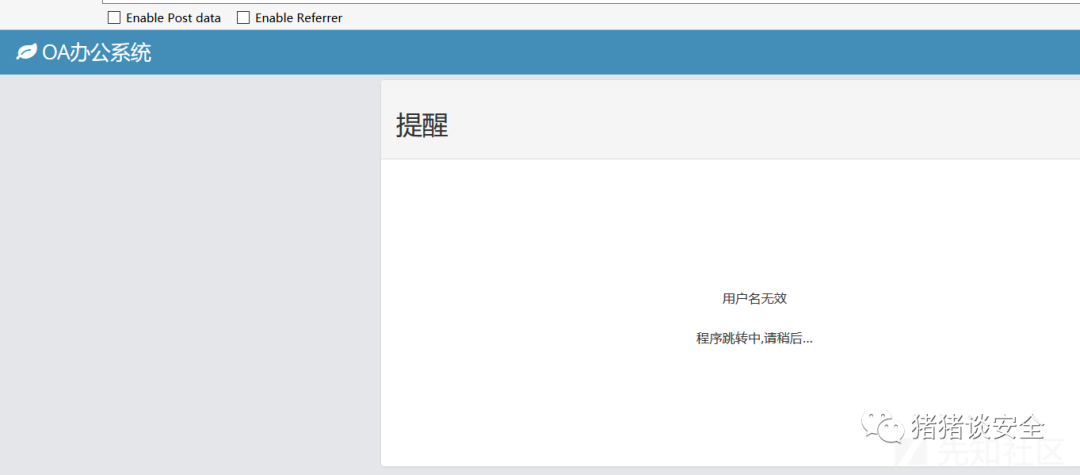 Enable Post data Enable Referrer
OA办公系统
提醒
用户名无效
程序跳转中,请稍后...
猪猪谈安全
先知社区